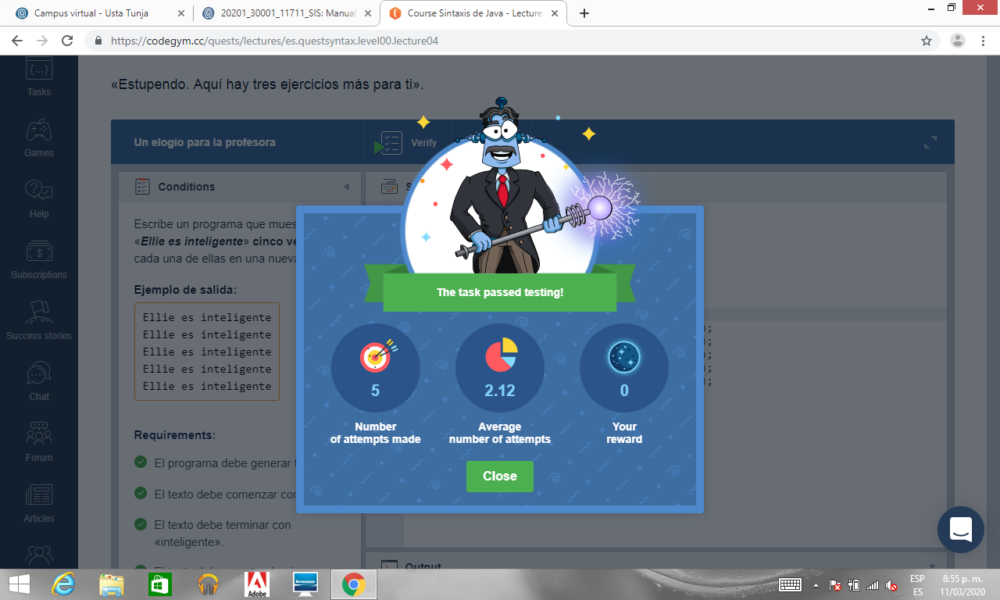 Campus virtual - Usta Tunja
20201_30001_11711_SIS: Manual
Course Sintaxis de Java - Lecture
https://codegym.cc/quests/lectures/es.questsyntax.level00.lecture04
Tasks
Games
Help
Subscriptions
Success stories
Chat
Forum
Articles
«Estupendo. Aquí hay tres ejercicios más para ti».
Un elogio para la profesora
Verify
Conditions
Escribe un programa que mues
«Ellie es inteligente» cinco ve
cada una de ellas en una nueva
Ejemplo de salida:
Ellie es inteligente
Ellie es inteligente
Ellie es inteligente
Ellie es inteligente
Ellie es inteligente
Requirements:
El programa debe generar
El texto debe comenzar con
El texto debe terminar con
«inteligente».
);
);
);
);
);
Output
The task passed testing!
5
2.12
0
Number
of attempts made
Average
number of attempts
Your
reward
Close
Adobe
lenovo
ESP
ES
8:55 p. m.
11/03/2020